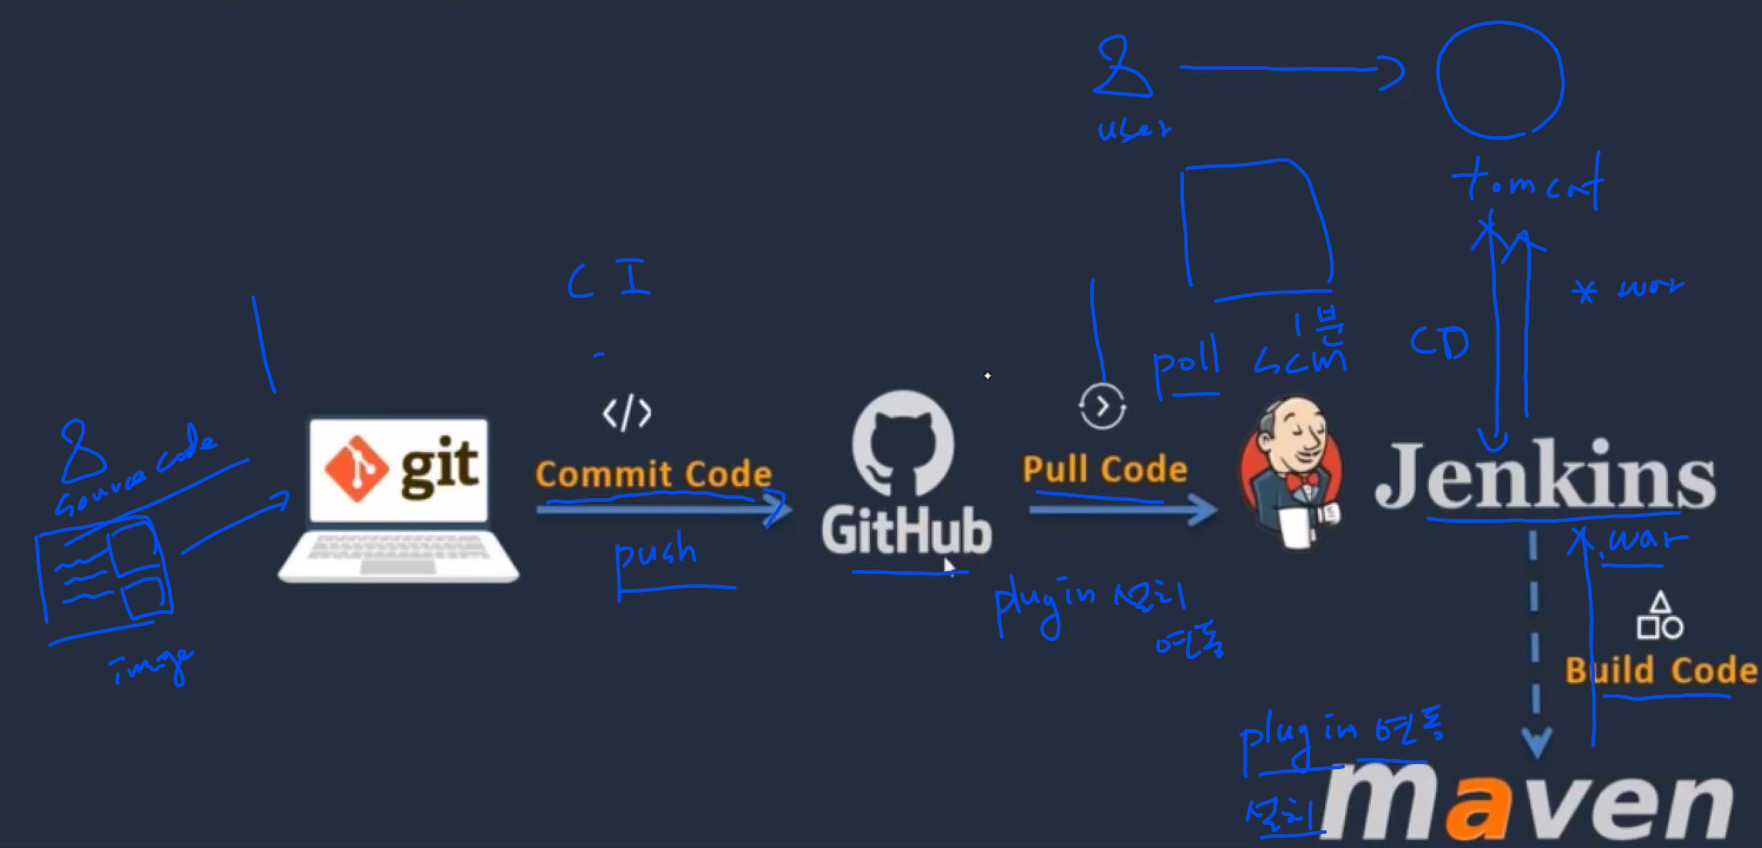 user
tomcat
CI
* war
1분
poll scm
CD
</>
source code
git
Commit Code
Pull Code
Jenkins
push
GitHub
*.war
plugin 설치
연동
image
Build Code
plugin 연동
설치
maven